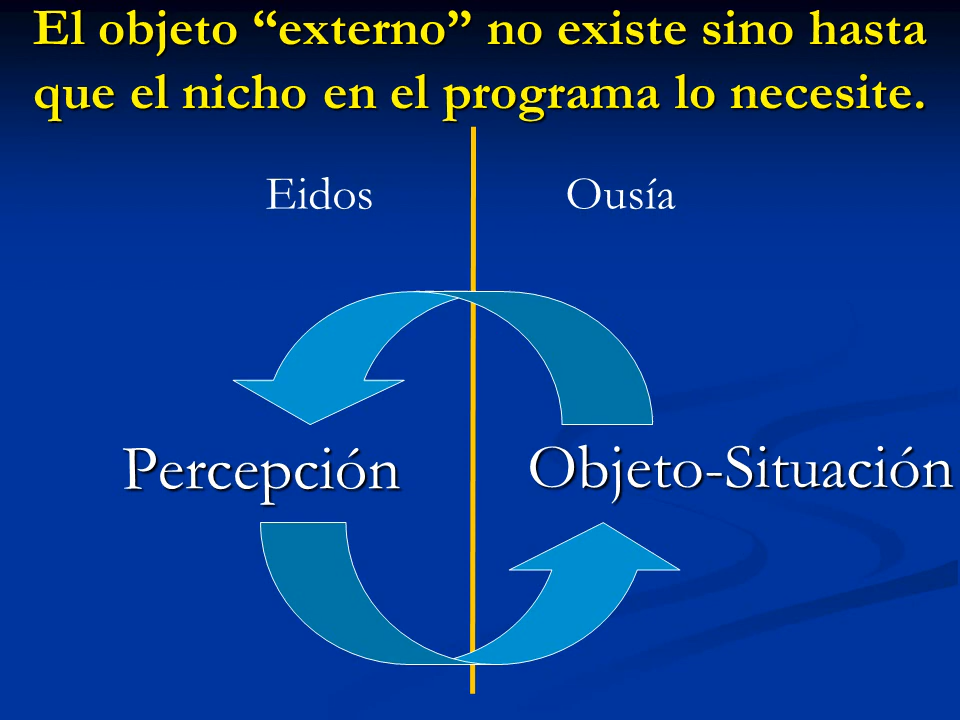 El objeto “externo” no existe sino hasta
que el nicho en el programa lo necesite.
Eidos Ousía
Percepción Objeto-Situación